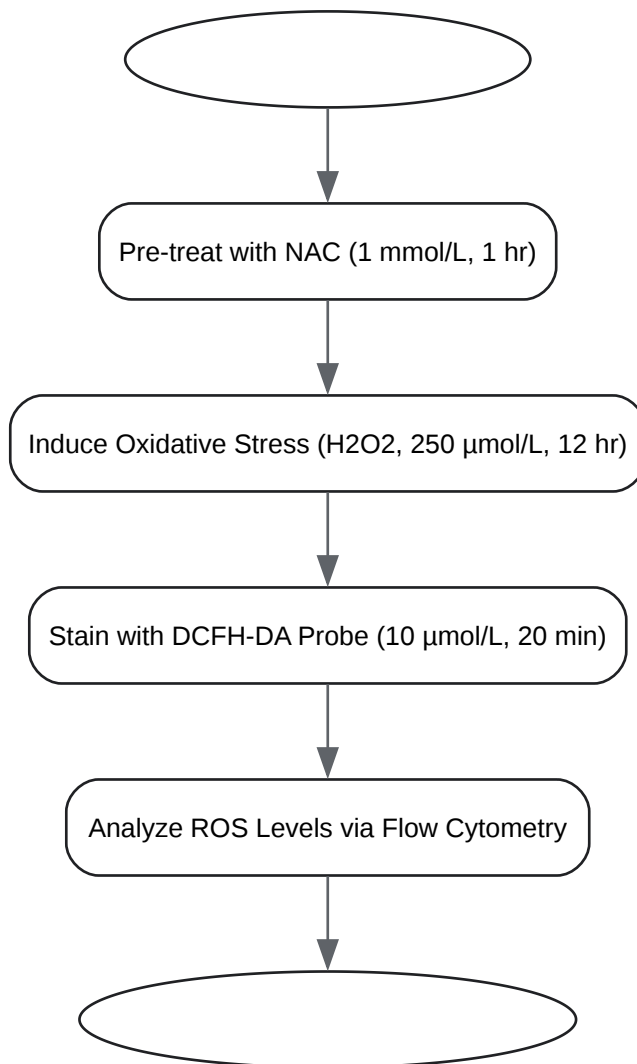 Pre-treat with NAC (1 mmol/L, 1 hr)
Induce Oxidative Stress (H2O2, 250 µmol/L, 12 hr)
Stain with DCFH-DA Probe (10 µmol/L, 20 min)
Analyze ROS Levels via Flow Cytometry